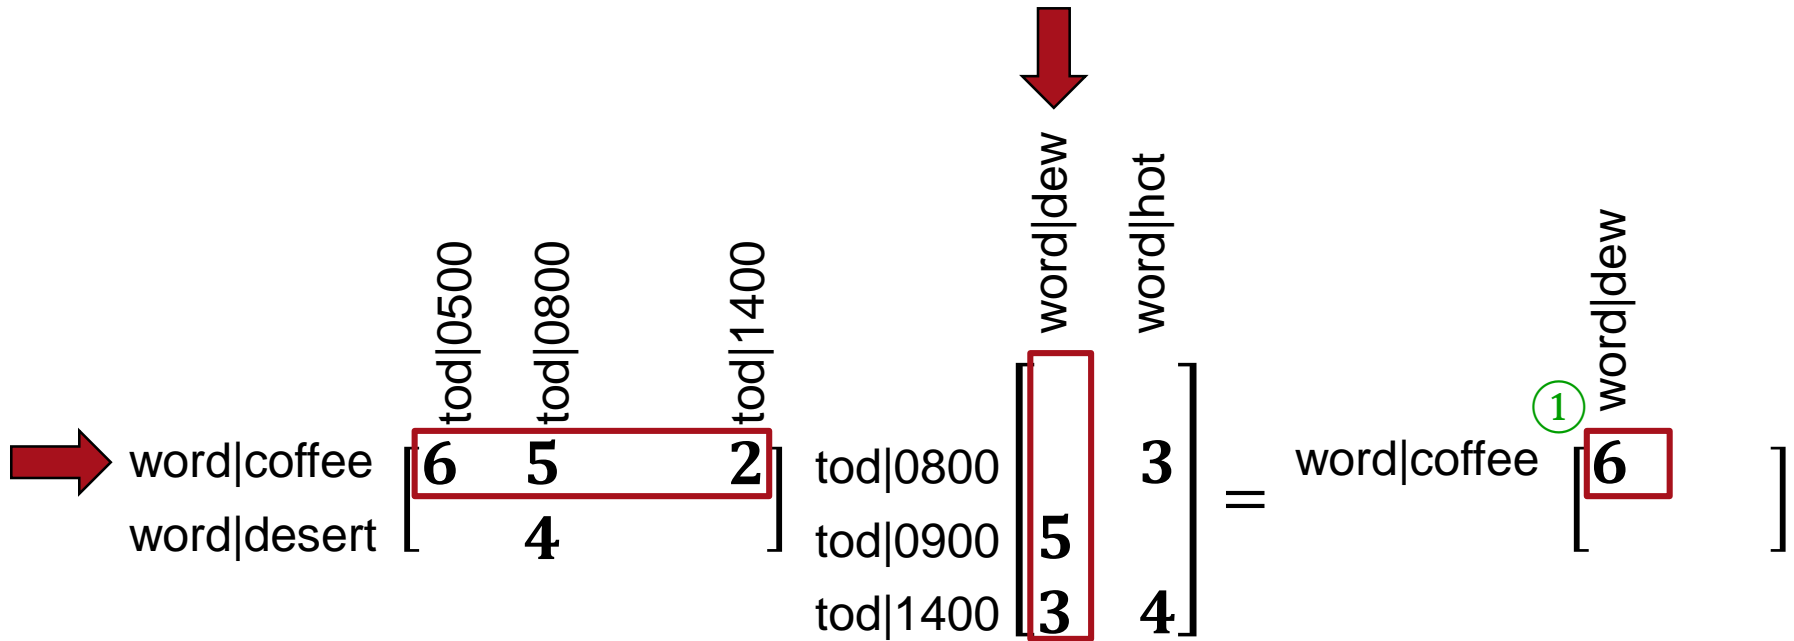 word|dew
word|hot
word|dew
tod|0500
tod|0800
tod|1400
1
word|coffee 6 5 2
tod|0800 3
word|coffee 6
word|desert 4
tod|0900 5
=
tod|1400 3 4